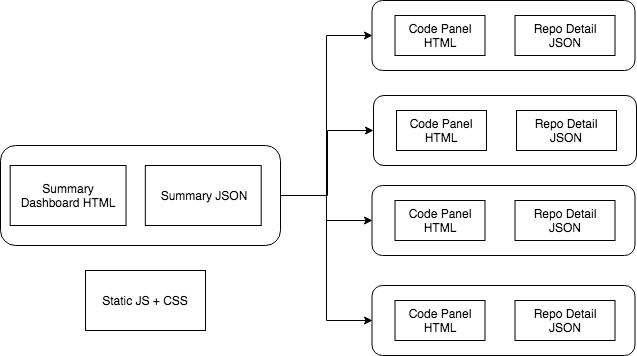 Code Panel
HTML
Repo Detail
JSON
Code Panel
HTML
Repo Detail
JSON
Summary
Dashboard HTML
Summary JSON
Code Panel
HTML
Repo Detail
JSON
Static JS + CSS
Code Panel
HTML
Repo Detail
JSON